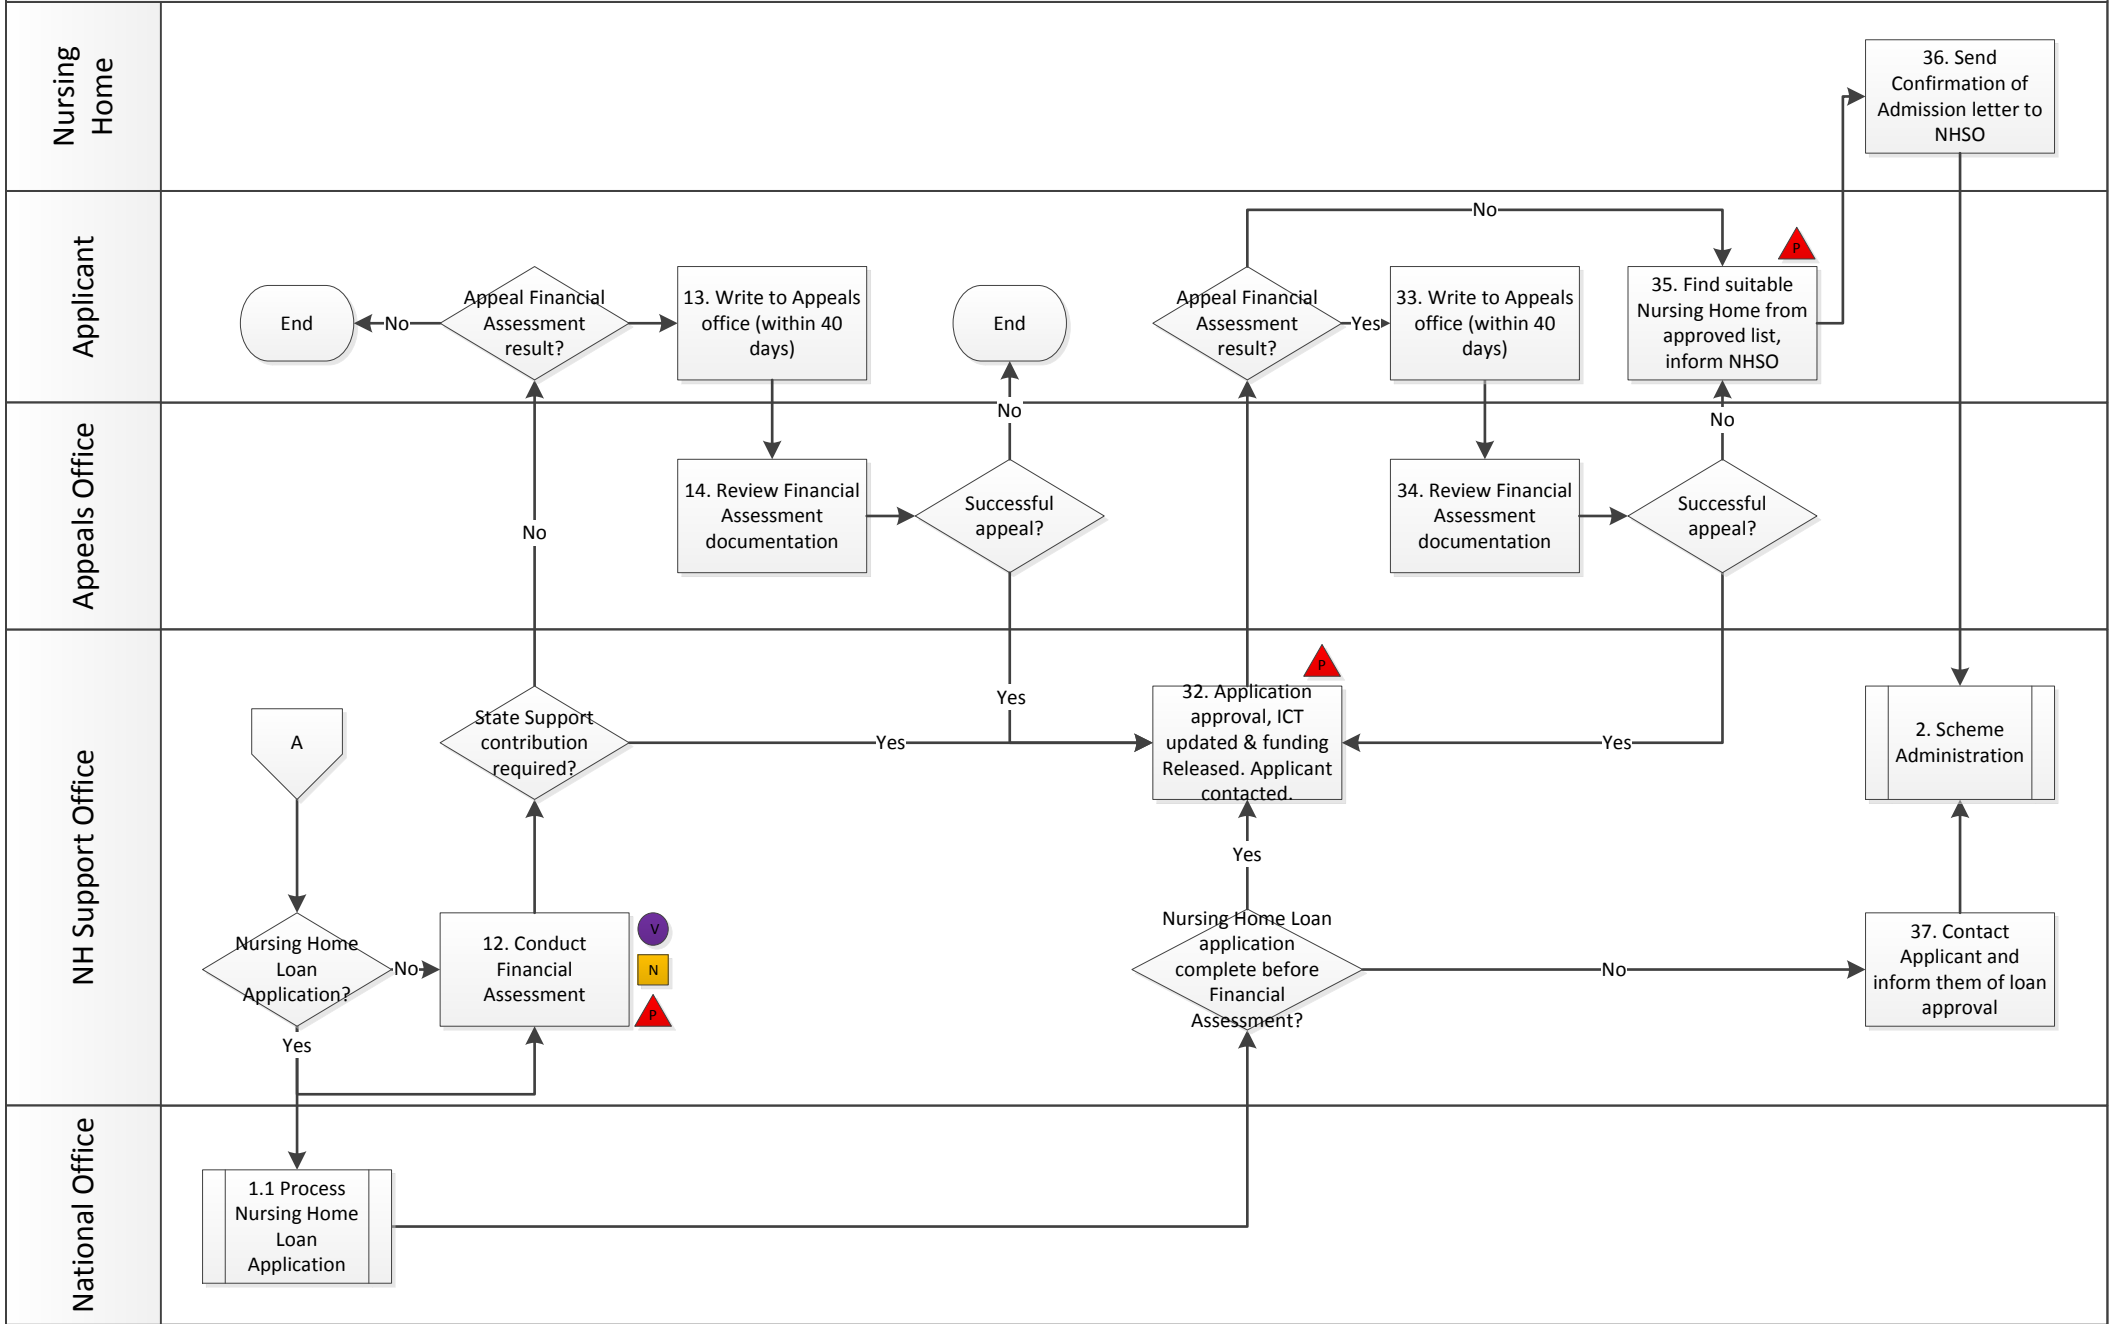 Nursing
Home
36. Send
Confirmation of
Admission letter to
NHSO
Applicant
No
P
End
No
Appeal Financial
Assessment
result?
13. Write to Appeals
office (within 40
days)
End
Appeal Financial
Assessment
result?
Yes
33. Write to Appeals
office (within 40
days)
35. Find suitable
Nursing Home from
approved list,
inform NHSO
Appeals Office
No
No
No
14. Review Financial
Assessment
documentation
Successful
appeal?
34. Review Financial
Assessment
documentation
Successful
appeal?
NH Support Office
A
State Support
contribution
required?
Yes
Yes
P
32. Application
approval, ICT
updated & funding
Released. Applicant
contacted.
Yes
2. Scheme
Administration
Yes
Nursing Home
Loan
Application?
No
12. Conduct
Financial
Assessment
V
N
P
Nursing Home Loan
application
complete before
Financial
Assessment?
No
37. Contact
Applicant and
inform them of loan
approval
Yes
National Office
1.1 Process
Nursing Home
Loan
Application